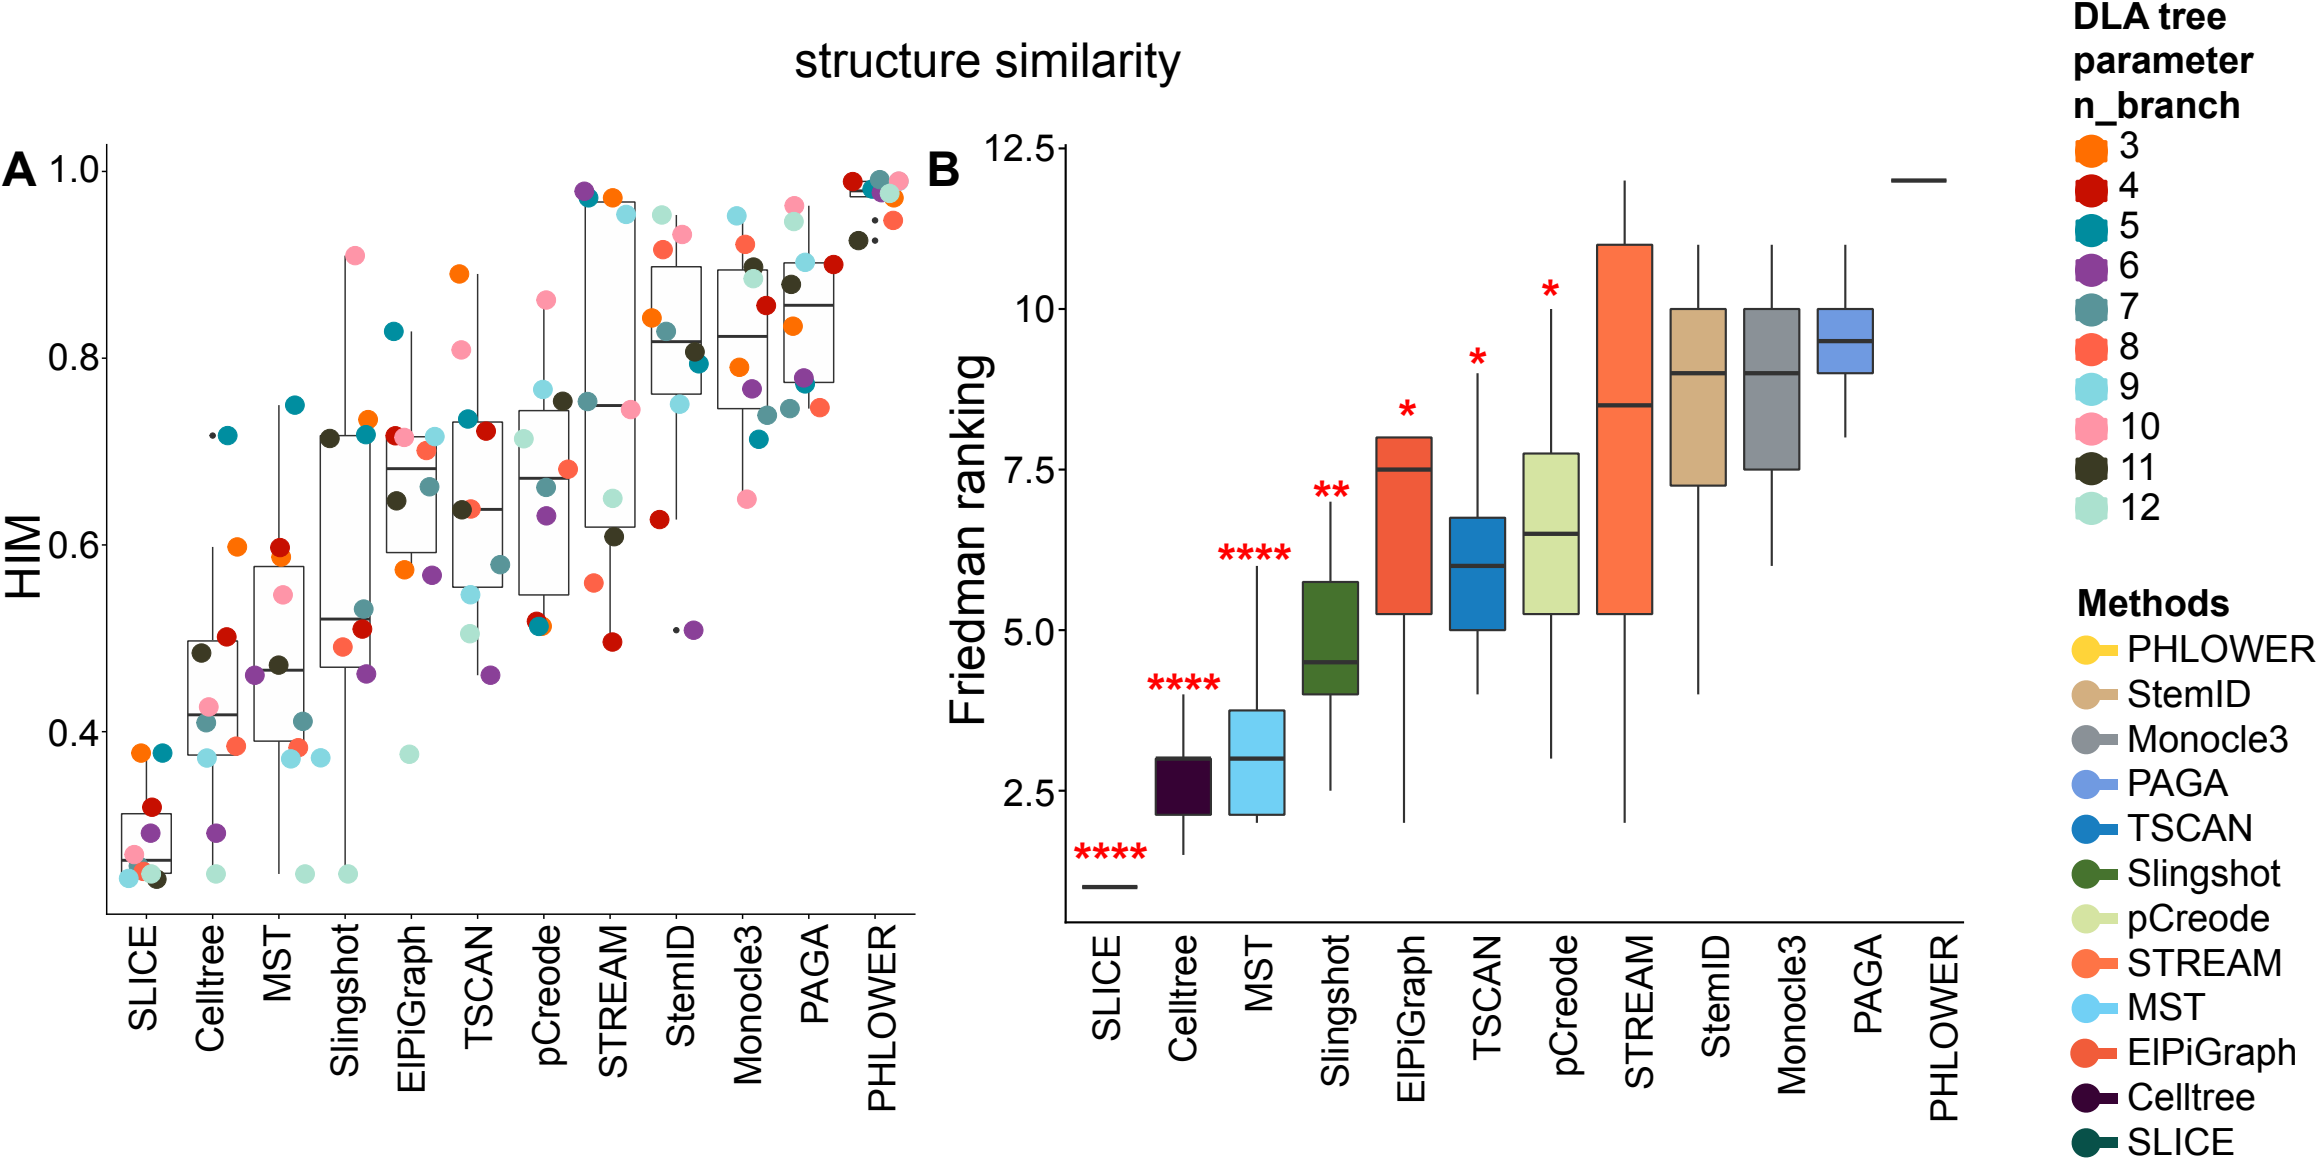 structure similarity
A
HIM
1.0
0.8
0.6
0.4
SLICE
Celltree
MST
Slingshot
ElPiGraph
TSCAN
pCreode
STREAM
StemID
Monocle3
PAGA
PHLOWER
B
Friedman ranking
12.5
10
7.5
5.0
2.5
****
****
****
**
*
*
*
SLICE
Celltree
MST
Slingshot
ElPiGraph
TSCAN
pCreode
STREAM
StemID
Monocle3
PAGA
PHLOWER
DLA tree
parameter
n_branch
3
4
5
6
7
8
9
10
11
12
Methods
PHLOWER
StemID
Monocle3
PAGA
TSCAN
Slingshot
pCreode
STREAM
MST
ElPiGraph
Celltree
SLICE